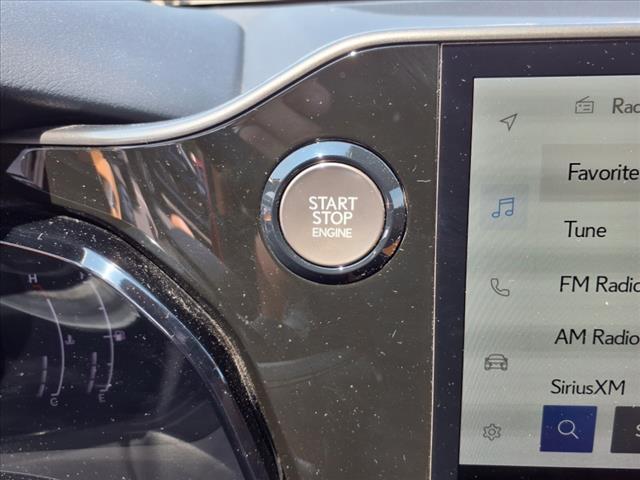 START
STOP
ENGINE
Favorite
Tune
FM Radio
AM Radio
SiriusXM
H
E